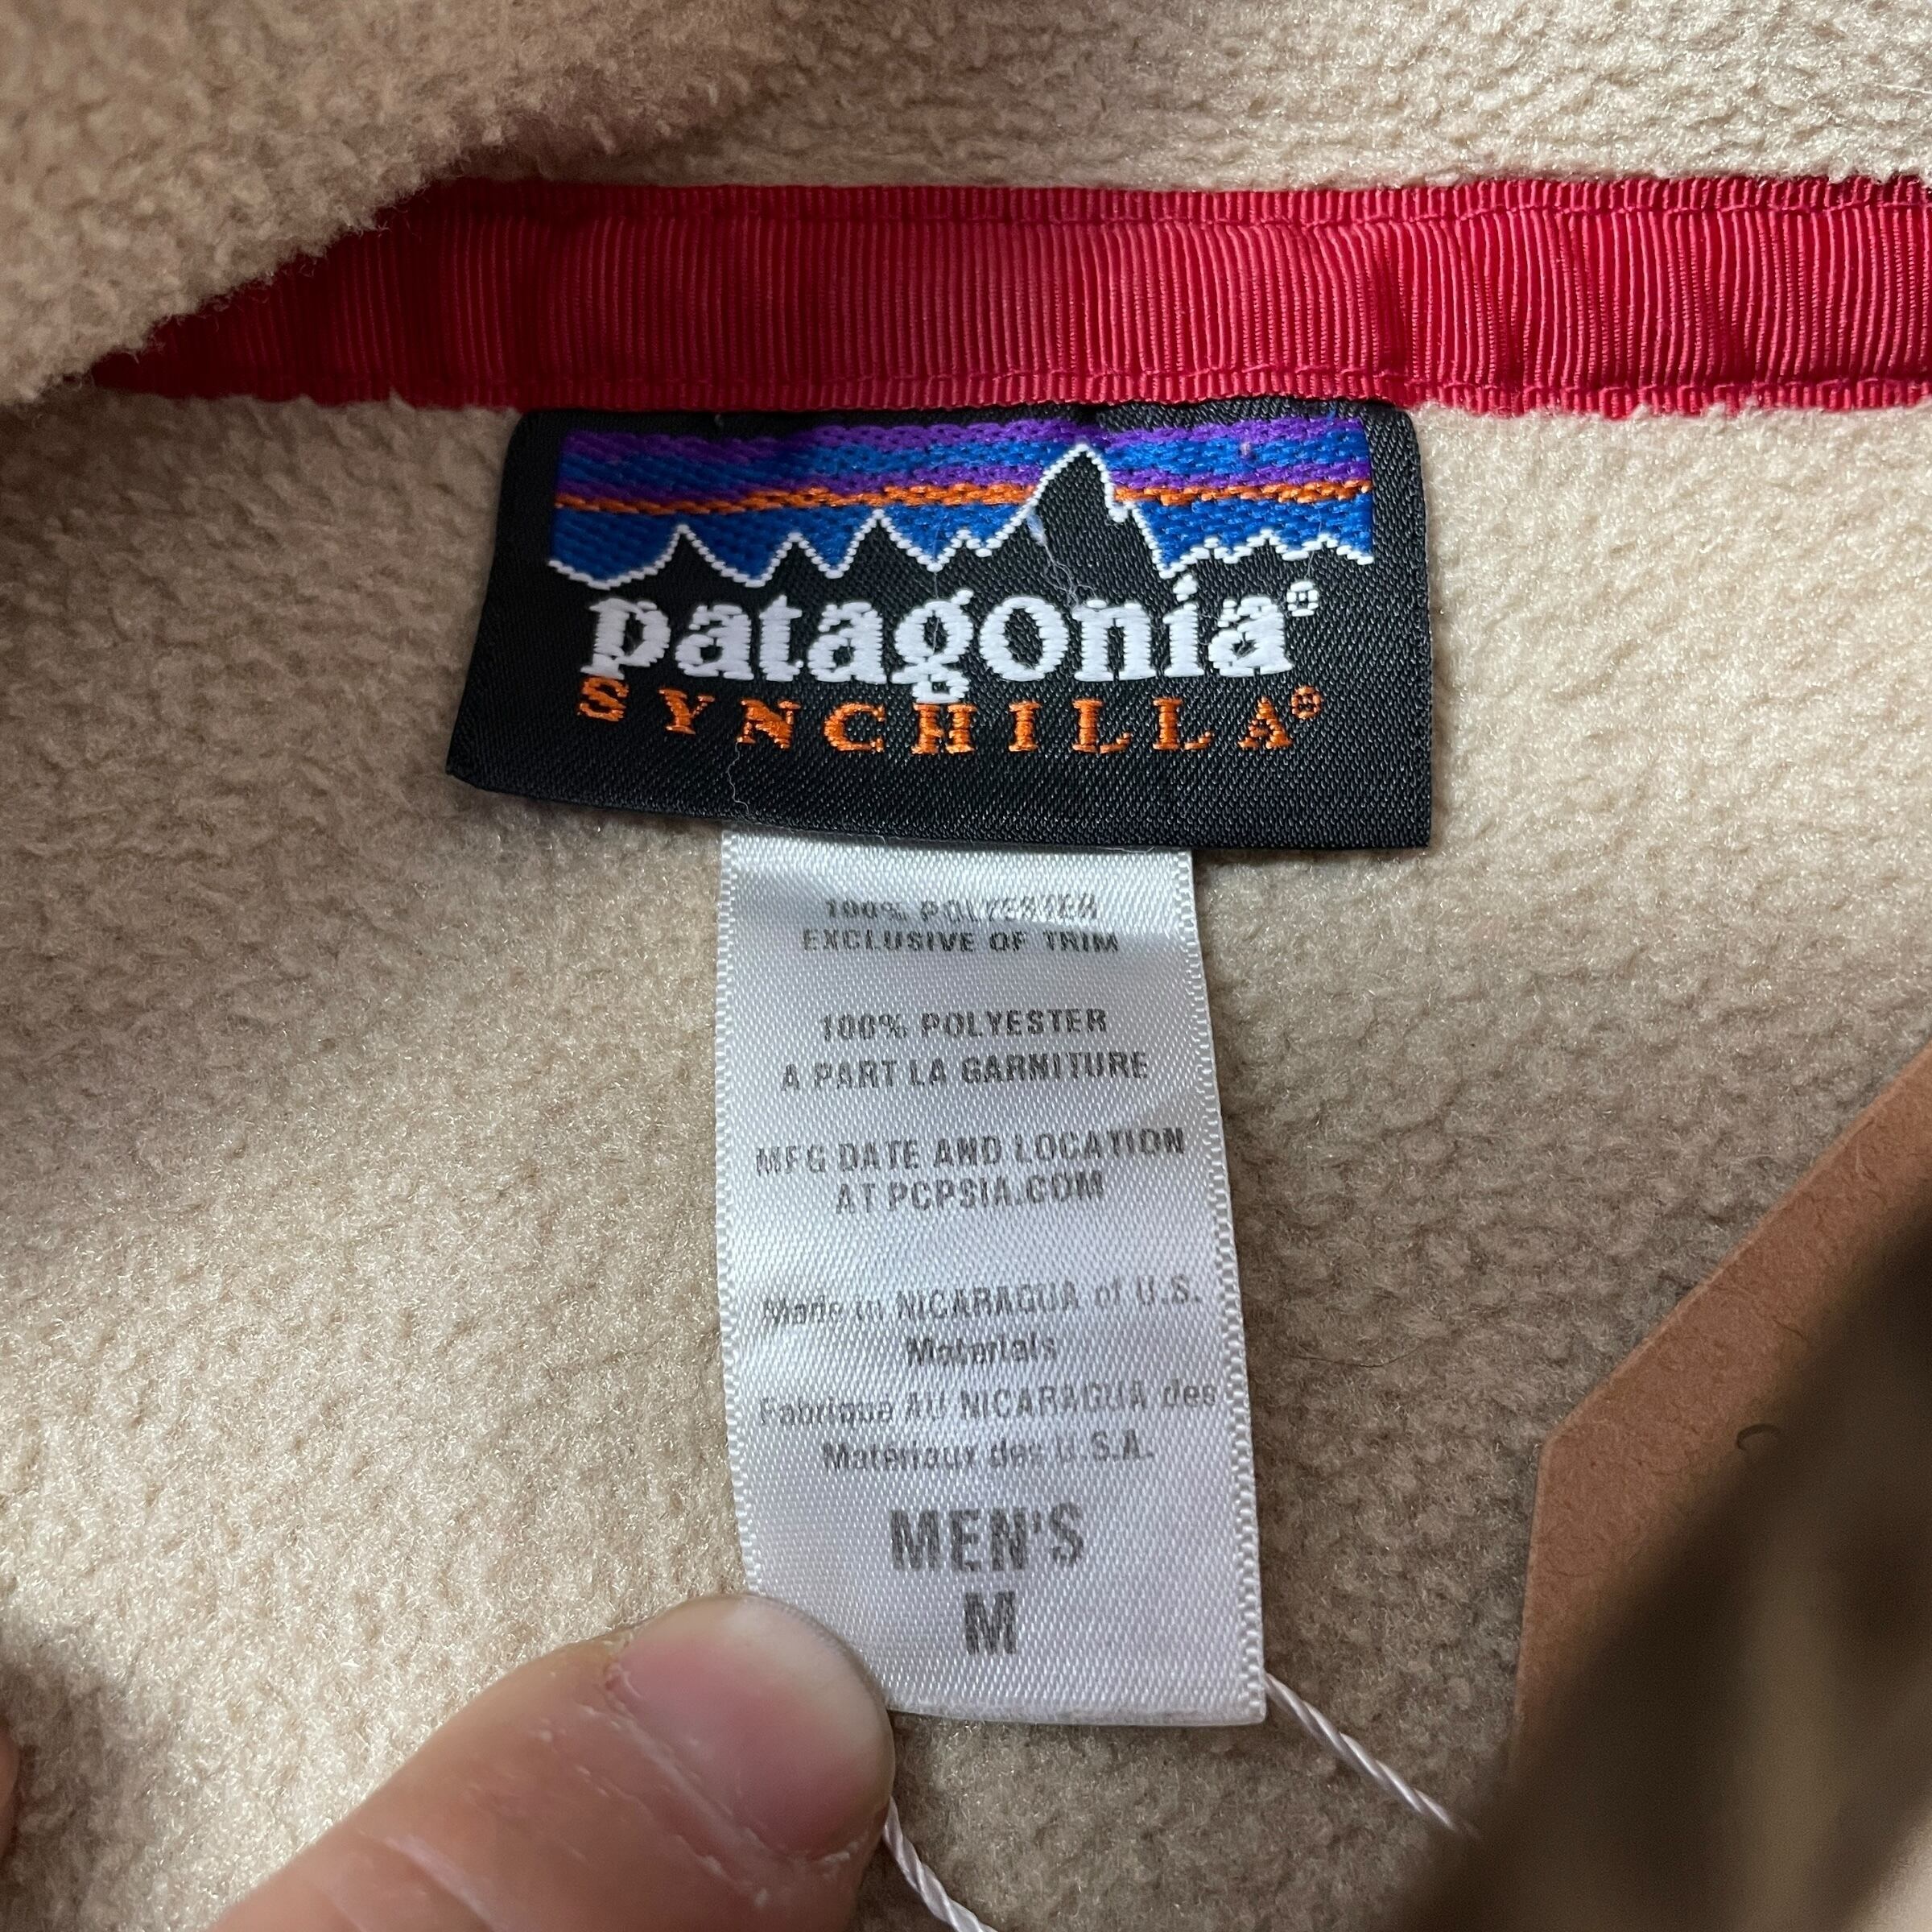 patagonia®
SYNCHILLA®
100% POLYESTER
EXCLUSIVE OF TRIM
100% POLYESTER
A PART LA GARNITURE
MFG DATE AND LOCATION
AT PCPSIA.COM
Made in NICARAGUA of U.S.
Materials
Fabrique AU NICARAGUA des
Materiaux des U.S.A.
MEN'S
M